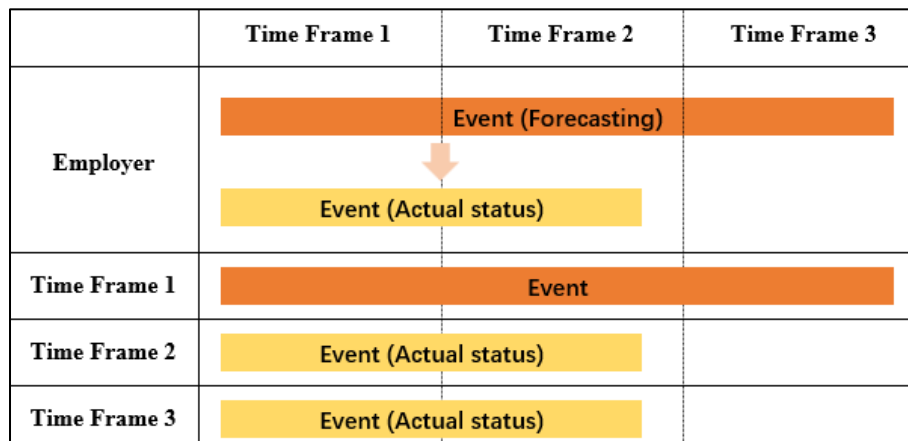 Time Frame 1 Time Frame 2 Time Frame 3
Event (Forecasting)
Employer
Event (Actual status)
Time Frame 1 Event
Time Frame 2 Event (Actual status)
Time Frame 3 Event (Actual status)